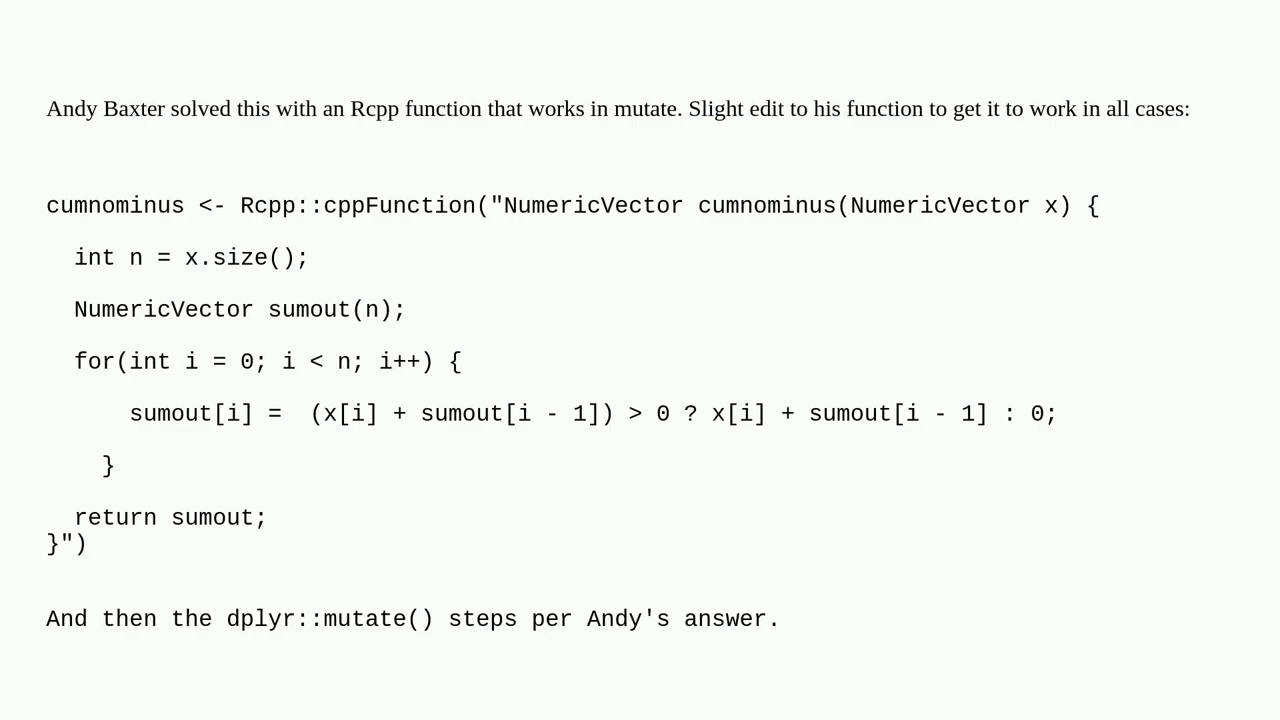 Andy Baxter solved this with an Rcpp function that works in mutate. Slight edit to his function to get it to work in all cases:
cumnominus <- Rcpp::cppFunction("NumericVector cumnominus(NumericVector x) {
  int n = x.size();
  NumericVector sumout(n);
  for(int i = 0; i < n; i++) {
      sumout[i] =  (x[i] + sumout[i - 1]) > 0 ? x[i] + sumout[i - 1] : 0;
    }
  return sumout;
}")
And then the dplyr::mutate() steps per Andy's answer.